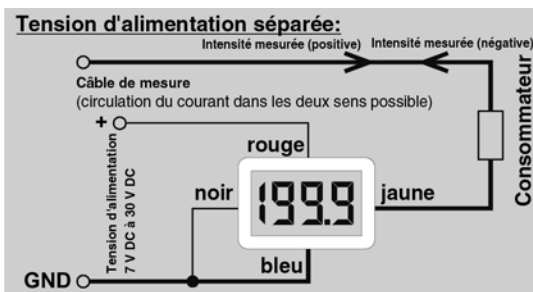 Tension d'alimentation séparée:
Intensité mesurée (positive) Intensité mesurée (négative)
Câble de mesure
(circulation du courant dans les deux sens possible)
+
rouge
Tension d'alimentation
7 V DC à 30 V DC
noir
199.9
jaune
Consommateur
bleu
GND